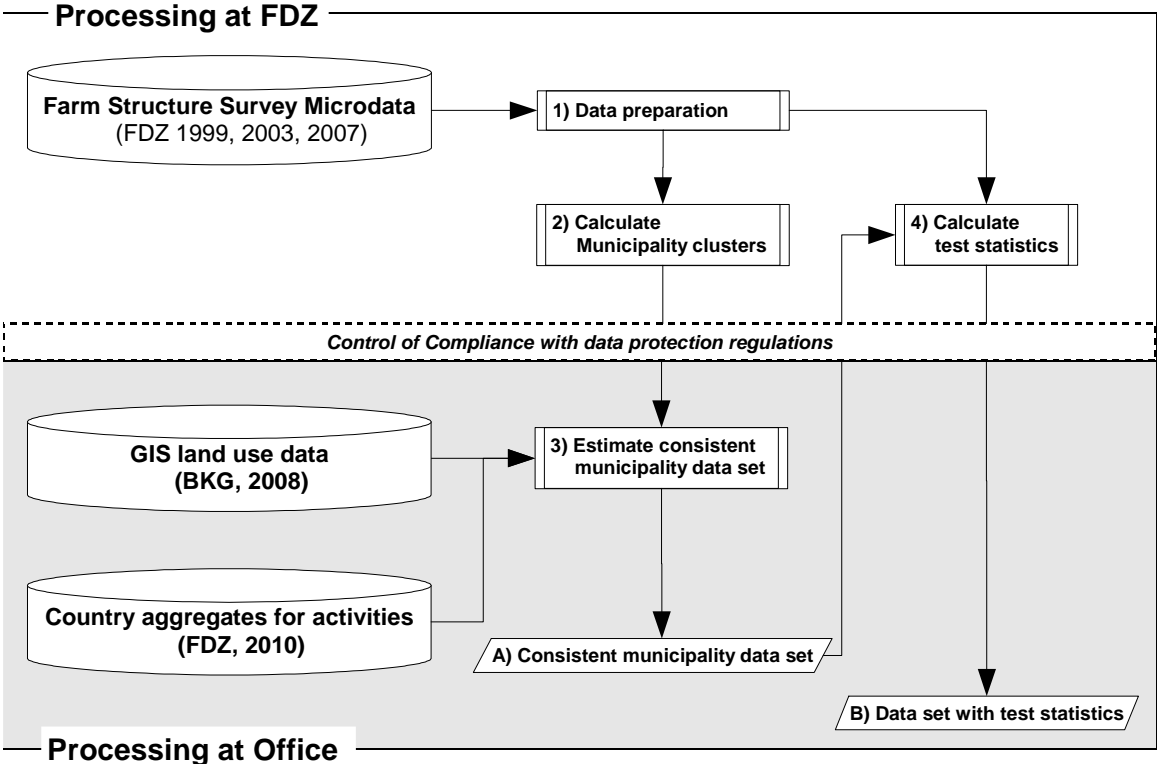 Processing at FDZ
Farm Structure Survey Microdata
(FDZ 1999, 2003, 2007)
1) Data preparation
2) Calculate
Municipality clusters
4) Calculate
test statistics
Control of Compliance with data protection regulations
GIS land use data
(BKG, 2008)
3) Estimate consistent
municipality data set
Country aggregates for activities
(FDZ, 2010)
A) Consistent municipality data set
B) Data set with test statistics
Processing at Office